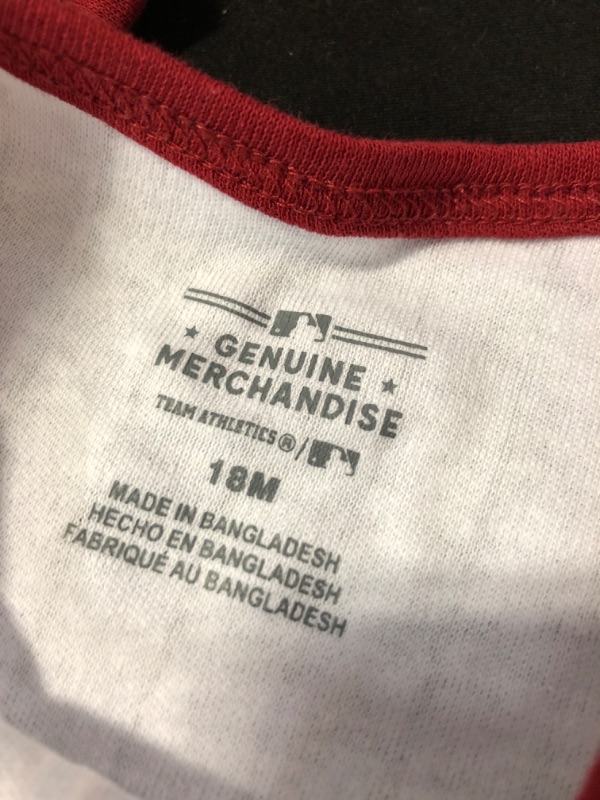 GENUINE
MERCHANDISE
TEAM ATHLETICS®/
18M
MADE IN BANGLADESH
HECHO EN BANGLADESH
FABRIQUÉ AU BANGLADESH